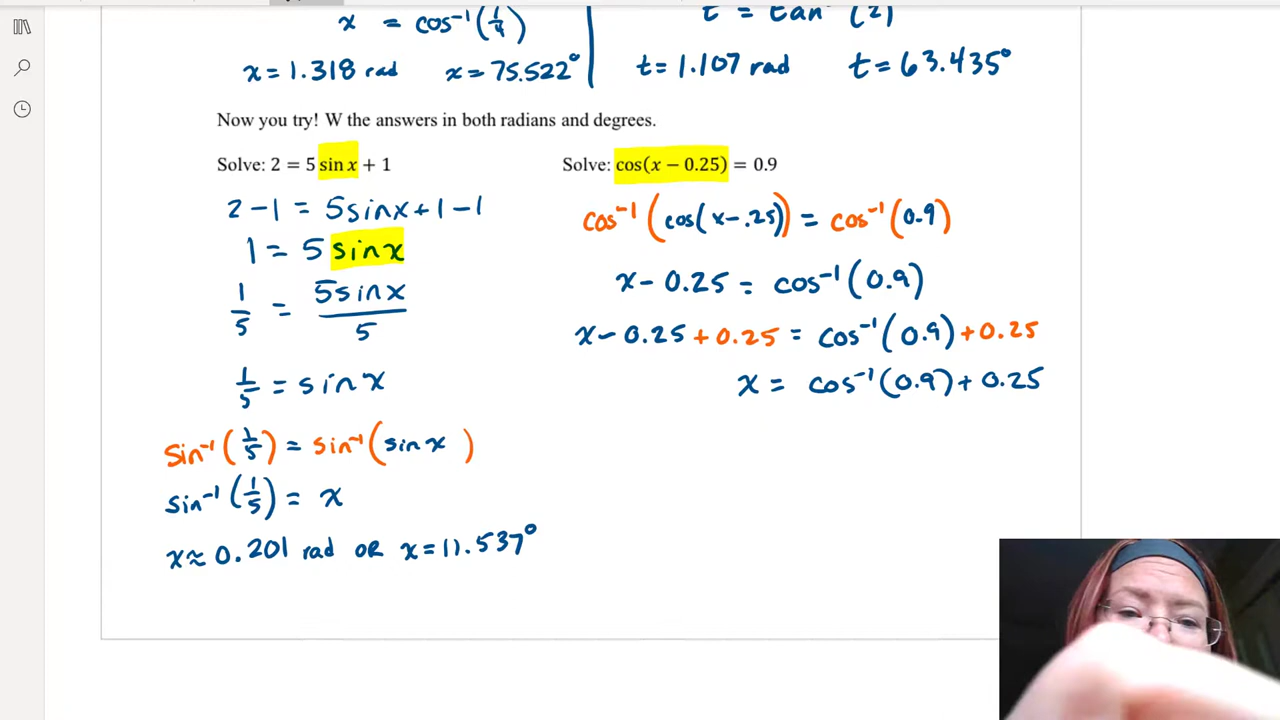 x = cos⁻¹(1/4)
x = 1.318 rad x = 75.522°
t = tan (2)
t = 1.107 rad t = 63.435°
Now you try! W the answers in both radians and degrees.
Solve: 2 = 5 sin x + 1
2 - 1 = 5 sin x + 1 - 1
1 = 5 sin x
1/5 = 5 sin x/5
1/5 = sin x
sin⁻¹(1/5) = sin⁻¹(sin x )
sin⁻¹(1/5) = x
x ≈ 0.201 rad OR x = 11.537°
Solve: cos(x − 0.25) = 0.9
cos⁻¹(cos(x - .25)) = cos⁻¹(0.9)
x - 0.25 = cos⁻¹(0.9)
x - 0.25 + 0.25 = cos⁻¹(0.9) + 0.25
x = cos⁻¹(0.9) + 0.25